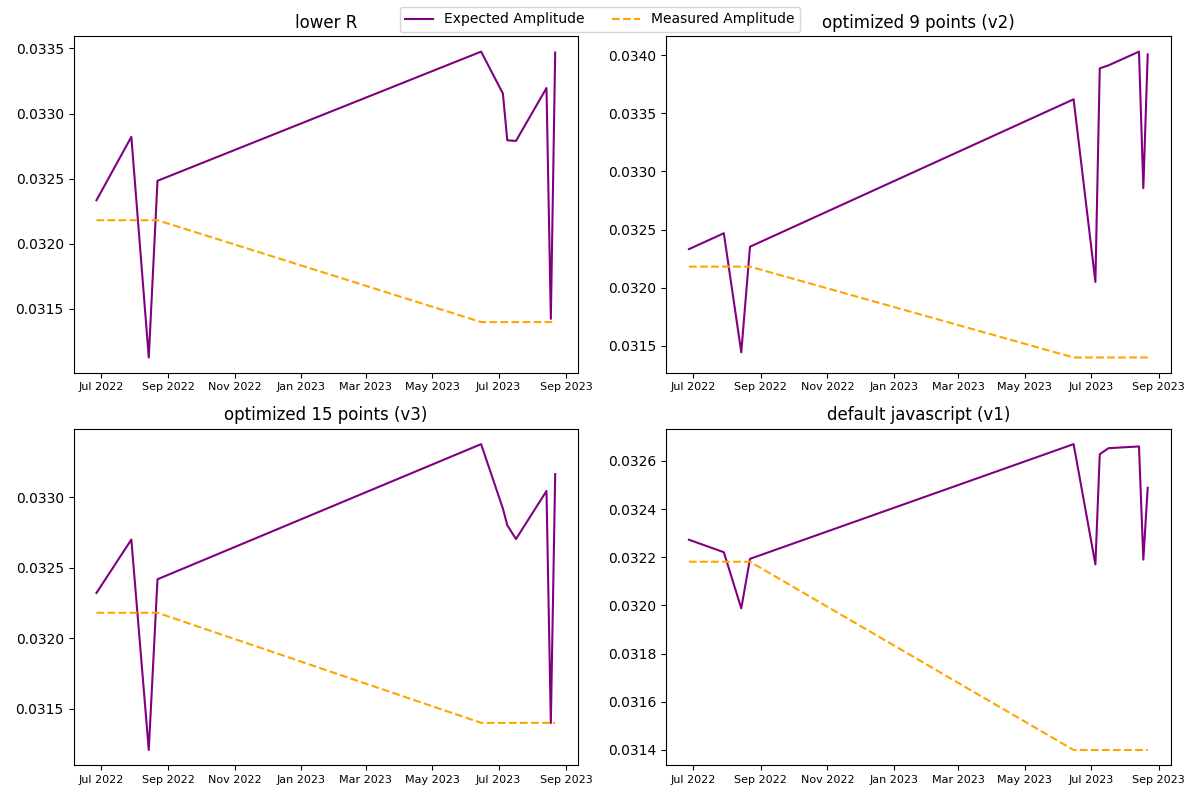 Expected Amplitude Measured Amplitude
lower R
0.0335
0.0330
0.0325
0.0320
0.0315
Jul 2022 Sep 2022 Nov 2022 Jan 2023 Mar 2023 May 2023 Jul 2023 Sep 2023
optimized 9 points (v2)
0.0340
0.0335
0.0330
0.0325
0.0320
0.0315
Jul 2022 Sep 2022 Nov 2022 Jan 2023 Mar 2023 May 2023 Jul 2023 Sep 2023
optimized 15 points (v3)
0.0330
0.0325
0.0320
0.0315
Jul 2022 Sep 2022 Nov 2022 Jan 2023 Mar 2023 May 2023 Jul 2023 Sep 2023
default javascript (v1)
0.0326
0.0324
0.0322
0.0320
0.0318
0.0316
0.0314
Jul 2022 Sep 2022 Nov 2022 Jan 2023 Mar 2023 May 2023 Jul 2023 Sep 2023